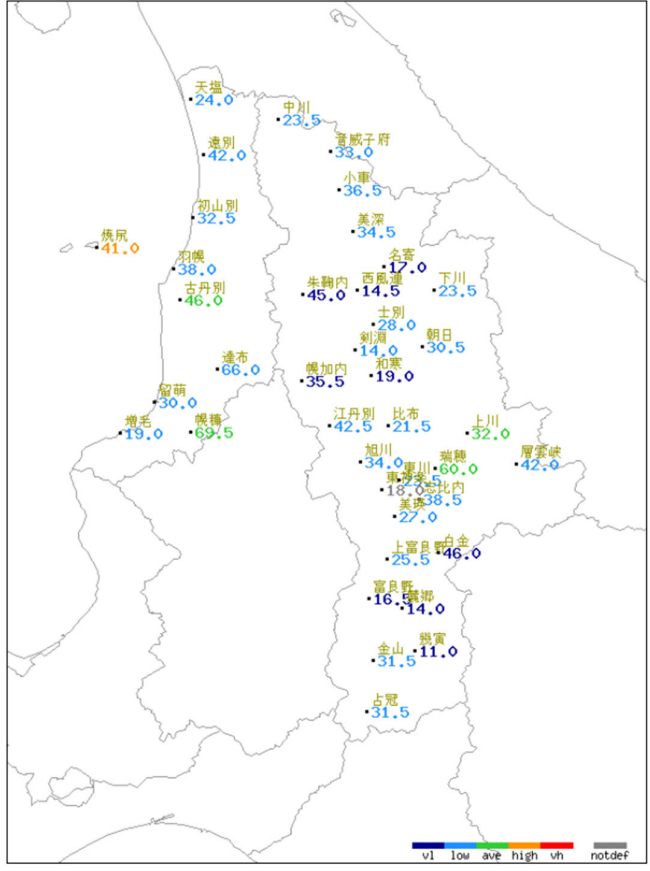 天塩
24.0
中川
23.5
音威子府
33.0
遠別
42.0
小車
36.5
初山別
32.5
美深
34.5
焼尻
41.0
羽幌
38.0
名寄
17.0
古丹別
46.0
朱鞠内
45.0
西風連
14.5
下川
23.5
士別
28.0
朝日
30.5
剣淵
14.0
達布
66.0
幌加内
35.5
和寒
19.0
留萌
30.0
増毛
19.0
幌糠
69.5
江丹別
42.5
比布
21.5
上川
32.0
旭川
34.0
瑞穂
60.0
層雲峡
42.0
東川
23.5
18.0
志比内
38.5
美瑛
27.0
上富良野
25.5
白金
46.0
富良野
16.5
麓郷
14.0
幾寅
11.0
金山
31.5
占冠
31.5
vl low ave high vh notdef